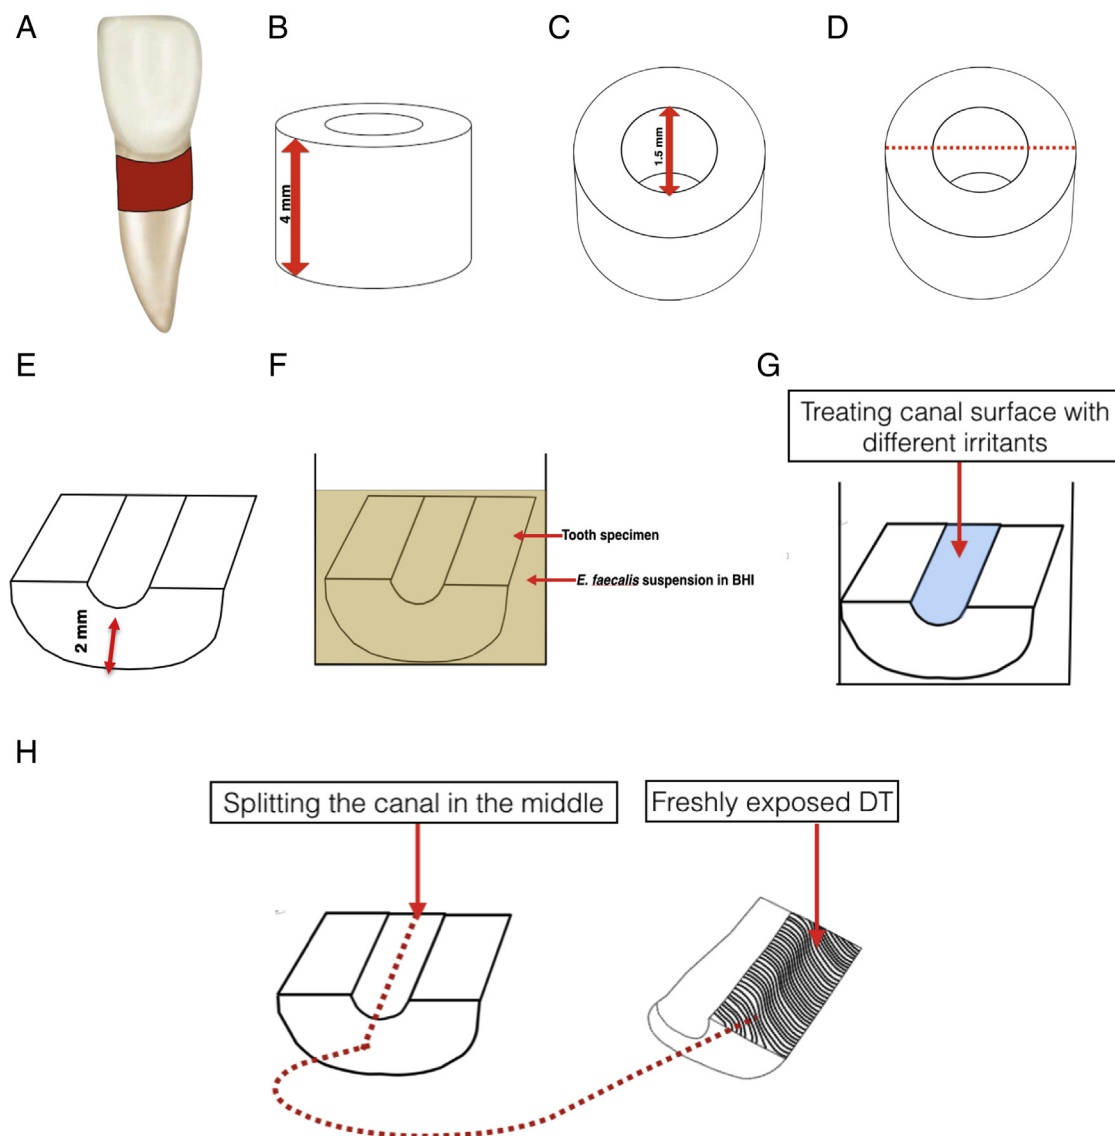 A
B
C
D
4 mm
1.5 mm
E
F
G
2 mm
Tooth specimen
E. faecalis suspension in BHI
Treating canal surface with
different irritants
H
Splitting the canal in the middle
Freshly exposed DT